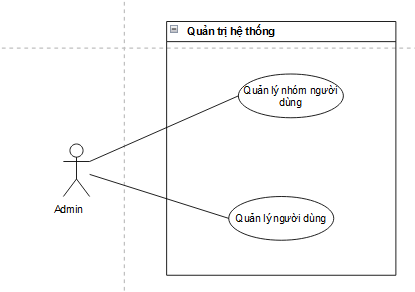 Quản trị hệ thống
Quản lý nhóm người
dùng
Admin
Quản lý người dùng